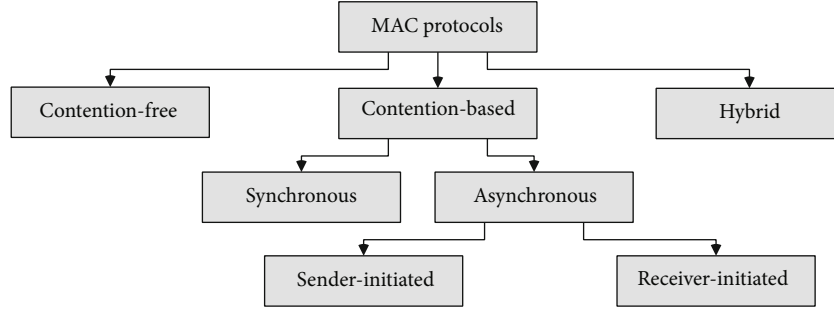 MAC protocols
Contention-free
Contention-based
Hybrid
Synchronous
Asynchronous
Sender-initiated
Receiver-initiated